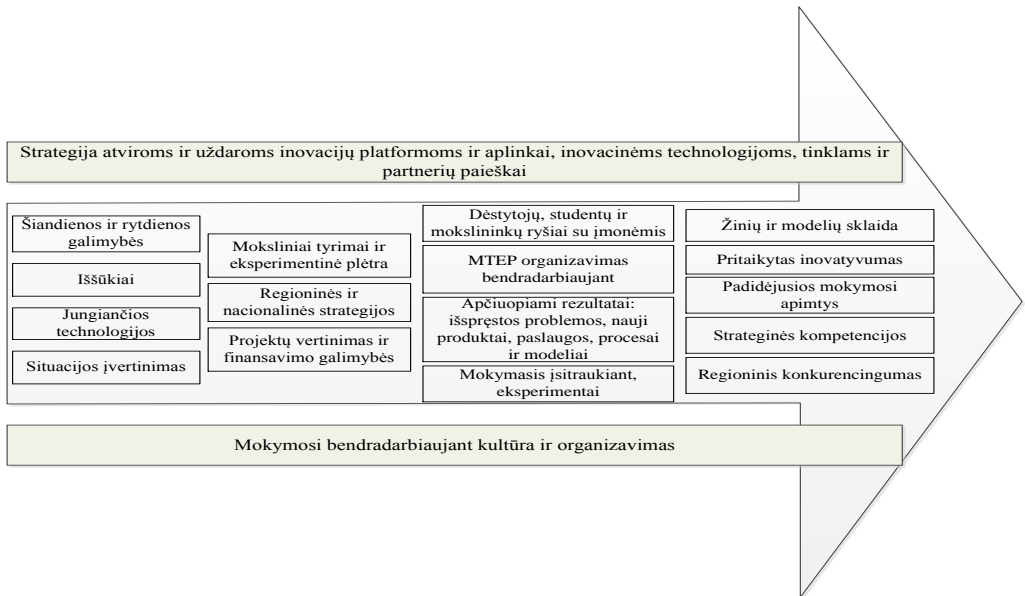 Strategija atviroms ir uždaroms inovacijų platformoms ir aplinkai, inovacinėms technologijoms, tinklams ir
partnerių paieškai
Šiandienos ir rytdienos
galimybės
Iššūkiai
Jungiančios
technologijos
Situacijos įvertinimas
Moksliniai tyrimai ir
eksperimentinė plėtra
Regioninės ir
nacionalinės strategijos
Projektų vertinimas ir
finansavimo galimybės
Dėstytojų, studentų ir
mokslininkų ryšiai su įmonėmis
MTEP organizavimas
bendradarbiaujant
Apčiuopiami rezultatai:
išspręstos problemos, nauji
produktai, paslaugos, procesai
ir modeliai
Mokymasis įsitraukiant,
eksperimentai
Žinių ir modelių sklaida
Pritaikytas inovatyvumas
Padidėjusios mokymosi
apimtys
Strateginės kompetencijos
Regioninis konkurencingumas
Mokymosi bendradarbiaujant kultūra ir organizavimas